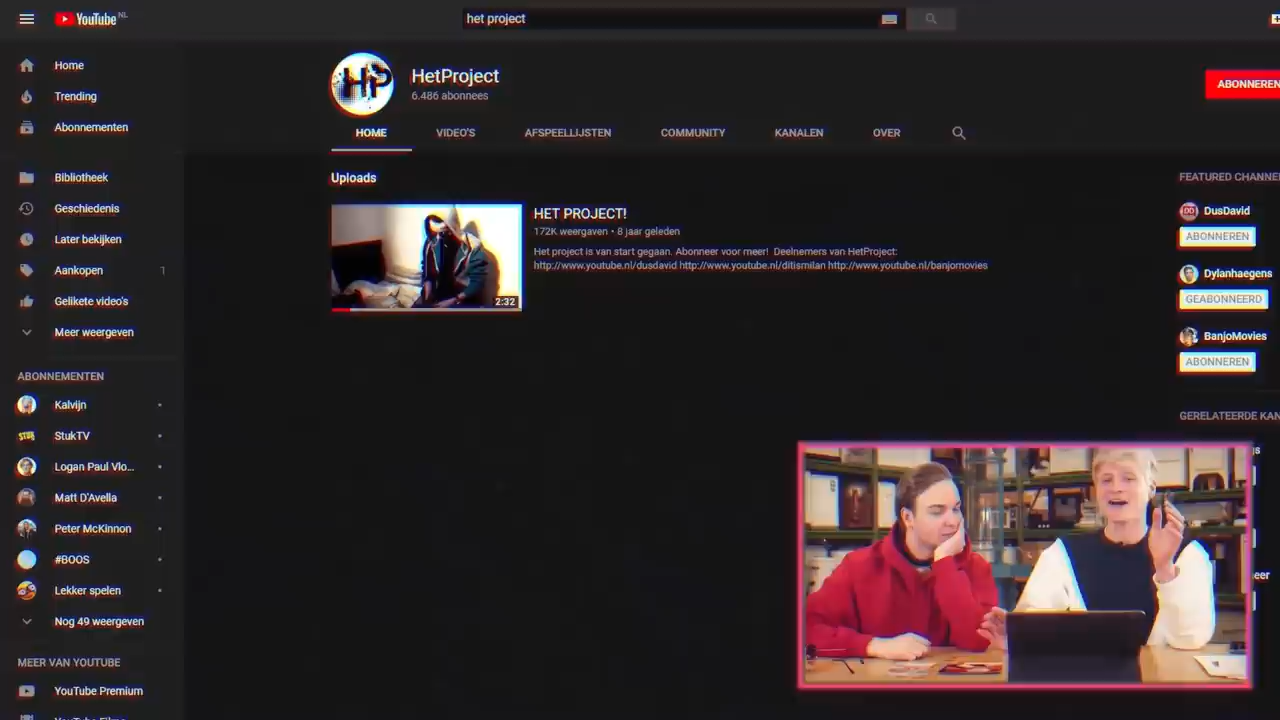 YouTube NL
het project
Home
Trending
Abonnementen
Bibliotheek
Geschiedenis
Later bekijken
Aankopen 1
Gelikete video's
Meer weergeven
ABONNEMENTEN
Kalvijn
StukTV
Logan Paul Vlo...
Matt D'Avella
Peter McKinnon
#BOOS
Lekker spelen
Nog 49 weergeven
MEER VAN YOUTUBE
YouTube Premium
HP
HetProject
6.486 abonnees
ABONNEREN
HOME VIDEO'S AFSPEELLIJSTEN COMMUNITY KANALEN OVER
Uploads
2:32
HET PROJECT!
172K weergaven • 8 jaar geleden
Het project is van start gegaan. Abonneer voor meer! Deelnemers van HetProject:
http://www.youtube.nl/dusdavid http://www.youtube.nl/ditismilan http://www.youtube.nl/banjomovies
FEATURED CHANNE
DusDavid
ABONNEREN
Dylanhaegens
GEABONNEERD
BanjoMovies
ABONNEREN
GERELATEERDE KAN